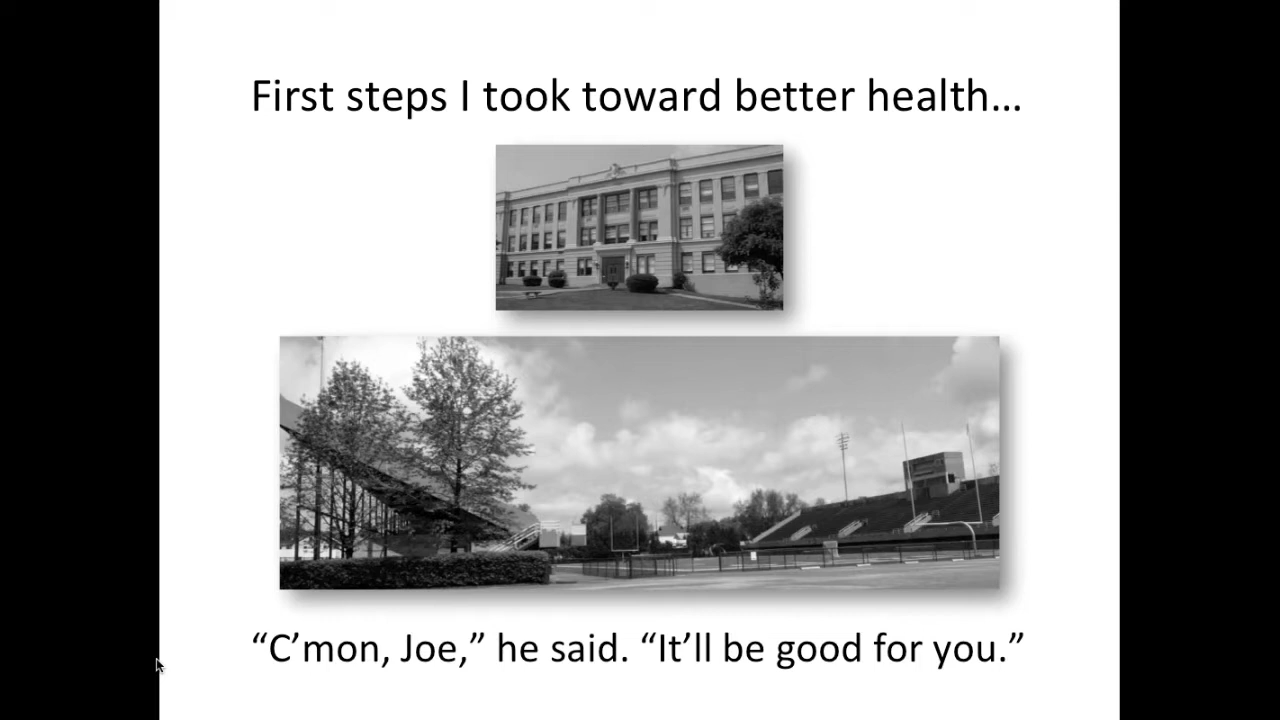 First steps I took toward better health…
“C’mon, Joe,” he said. “It’ll be good for you.”